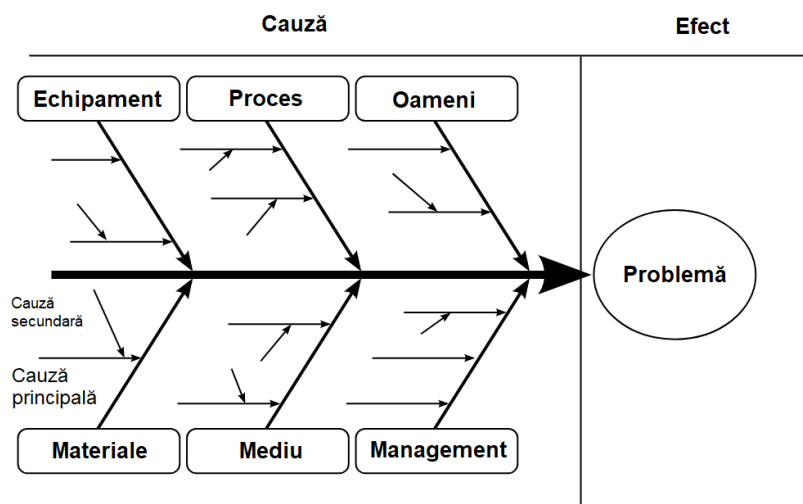 Cauză
Efect
Echipament
Proces
Oameni
Problemă
Cauză
secundară
Cauză
principală
Materiale
Mediu
Management